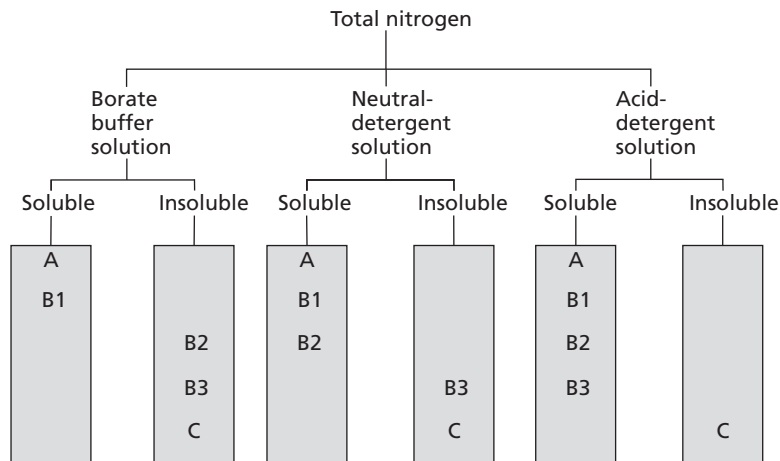 Total nitrogen
Borate
buffer
solution
Neutral-
detergent
solution
Acid-
detergent
solution
Soluble
Insoluble
Soluble
Insoluble
Soluble
Insoluble
A
B1
B2
B3
C
A
B1
B2
B3
C
A
B1
B2
B3
C